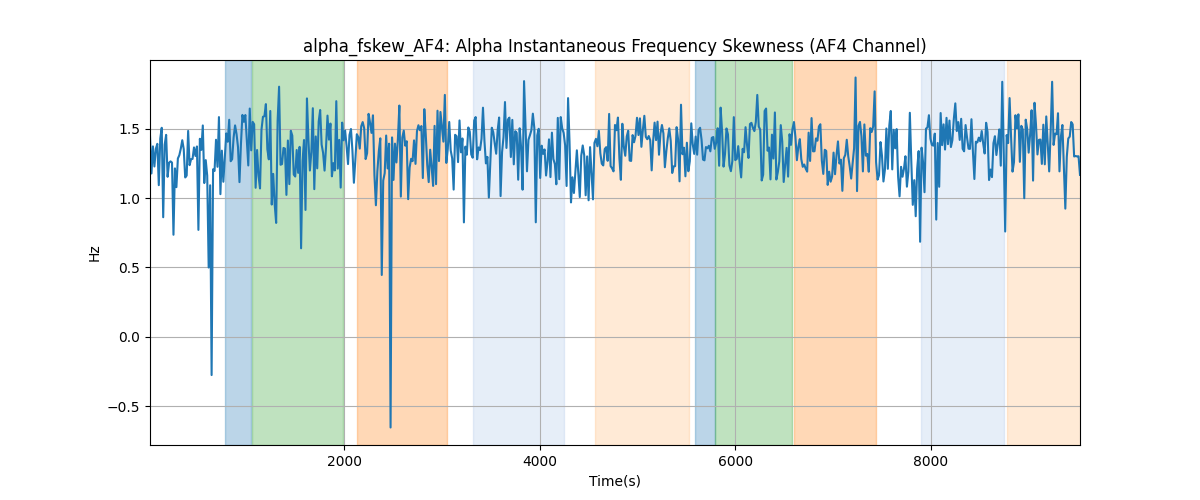 alpha_fskew_AF4: Alpha Instantaneous Frequency Skewness (AF4 Channel)
Hz
1.5
1.0
0.5
0.0
−0.5
2000 4000 6000 8000
Time(s)